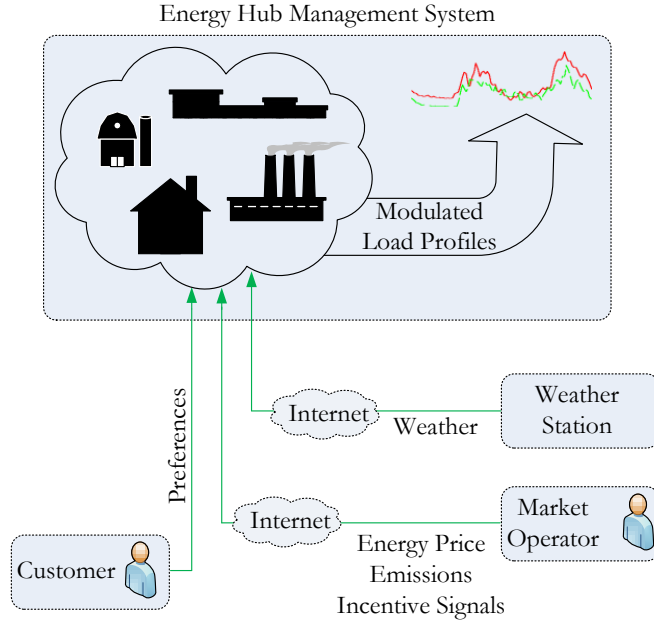 Energy Hub Management System
Modulated
Load Profiles
Preferences
Internet
Weather
Weather
Station
Internet
Market
Operator
Energy Price
Emissions
Incentive Signals
Customer